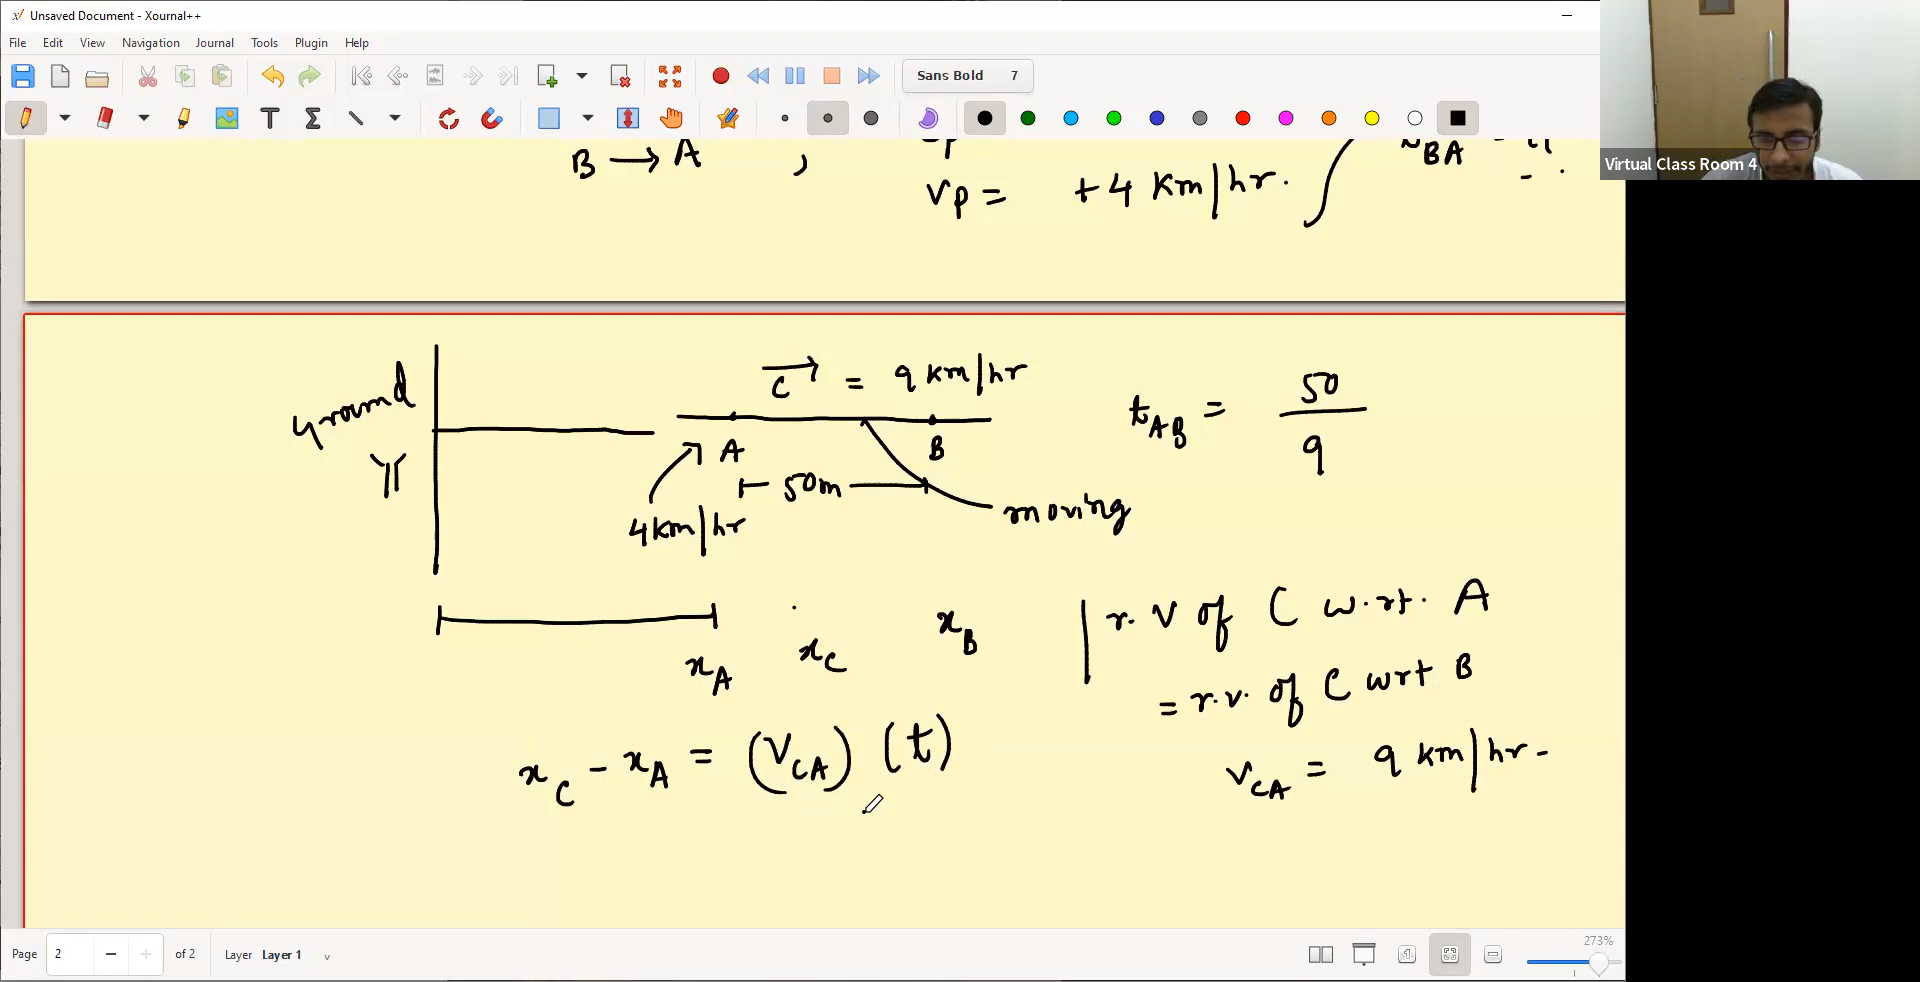 Unsaved Document - Xournal++
File Edit View Navigation Journal Tools Plugin Help
Sans Bold 7
Virtual Class Room 4
B → A ,
vp = +4 km/hr.
BA
ground
C = 9 km/hr
A B
50m
4km/hr
moving
tAB = 50/9
xA xC xB
r. v of C w.r.t. A
= r.v. of C wrt B
vCA = 9 km/hr -
xC - xA = (VCA) (t)
Page 2 of 2 Layer Layer 1
273%